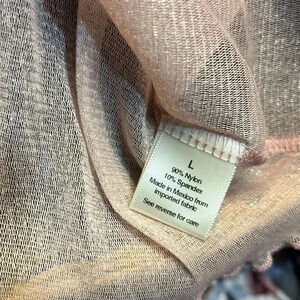 L
90% Nylon
10% Spandex
Made in Mexico from
imported fabric
See reverse for care